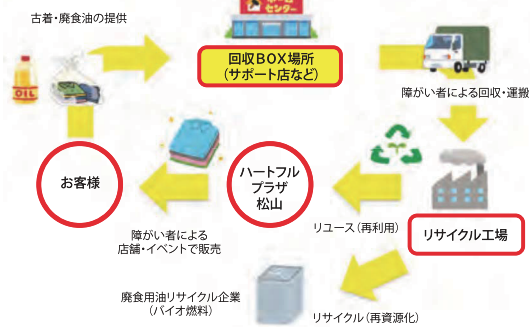 古着・廃食油の提供
ホーム
センター
回収BOX場所
(サポート店など)
OIL
障がい者による回収・運搬
お客様
ハートフル
プラザ
松山
リユース(再利用)
リサイクル工場
障がい者による
店舗・イベントで販売
廃食用油リサイクル企業
(バイオ燃料)
リサイクル(再資源化)